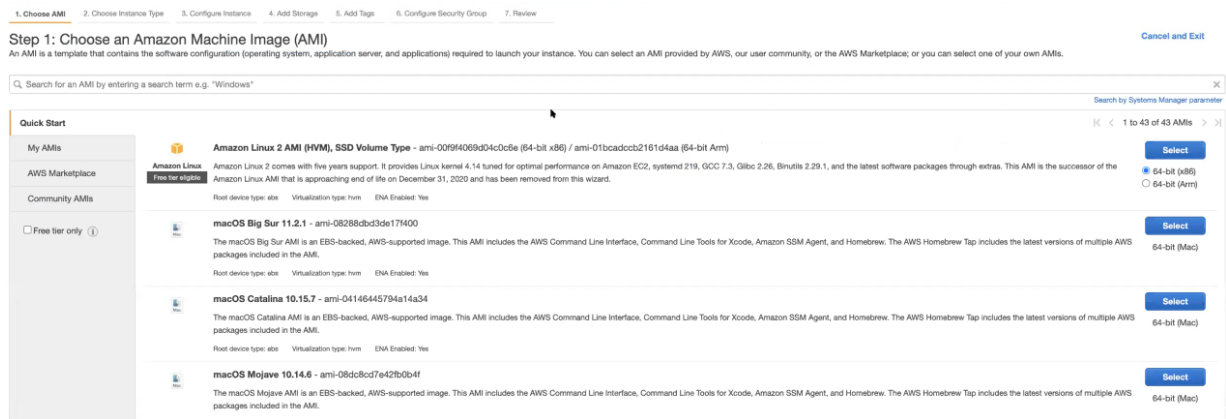 1. Choose AMI 2. Choose Instance Type 3. Configure Instance 4. Add Storage 5. Add Tags 6. Configure Security Group 7. Review
Step 1: Choose an Amazon Machine Image (AMI)
Cancel and Exit
An AMI is a template that contains the software configuration (operating system, application server, and applications) required to launch your instance. You can select an AMI provided by AWS, our user community, or the AWS Marketplace; or you can select one of your own AMIs.
Search for an AMI by entering a search term e.g. "Windows"
Search by Systems Manager parameter
Quick Start
1 to 43 of 43 AMIs
My AMIs
AWS Marketplace
Community AMIs
Free tier only
Amazon Linux
Free tier eligible
Amazon Linux 2 AMI (HVM), SSD Volume Type - ami-00f9f4069d04c0c6e (64-bit x86) / ami-01bcadccb2161d4aa (64-bit Arm)
Amazon Linux 2 comes with five years support. It provides Linux kernel 4.14 tuned for optimal performance on Amazon EC2, systemd 219, GCC 7.3, Glibc 2.26, Binutils 2.29.1, and the latest software packages through extras. This AMI is the successor of the
Amazon Linux AMI that is approaching end of life on December 31, 2020 and has been removed from this wizard.
Root device type: ebs Virtualization type: hvm ENA Enabled: Yes
Select
64-bit (x86)
64-bit (Arm)
Mac
macOS Big Sur 11.2.1 - ami-08288dbd3de17f400
The macOS Big Sur AMI is an EBS-backed, AWS-supported image. This AMI includes the AWS Command Line Interface, Command Line Tools for Xcode, Amazon SSM Agent, and Homebrew. The AWS Homebrew Tap includes the latest versions of multiple AWS
packages included in the AMI.
Root device type: ebs Virtualization type: hvm ENA Enabled: Yes
Select
64-bit (Mac)
Mac
macOS Catalina 10.15.7 - ami-04146445794a14a34
The macOS Catalina AMI is an EBS-backed, AWS-supported image. This AMI includes the AWS Command Line Interface, Command Line Tools for Xcode, Amazon SSM Agent, and Homebrew. The AWS Homebrew Tap includes the latest versions of multiple AWS
packages included in the AMI.
Root device type: ebs Virtualization type: hvm ENA Enabled: Yes
Select
64-bit (Mac)
Mac
macOS Mojave 10.14.6 - ami-08dc8cd7e42fb0b4f
The macOS Mojave AMI is an EBS-backed, AWS-supported image. This AMI includes the AWS Command Line Interface, Command Line Tools for Xcode, Amazon SSM Agent, and Homebrew. The AWS Homebrew Tap includes the latest versions of multiple AWS
packages included in the AMI.
Select
64-bit (Mac)